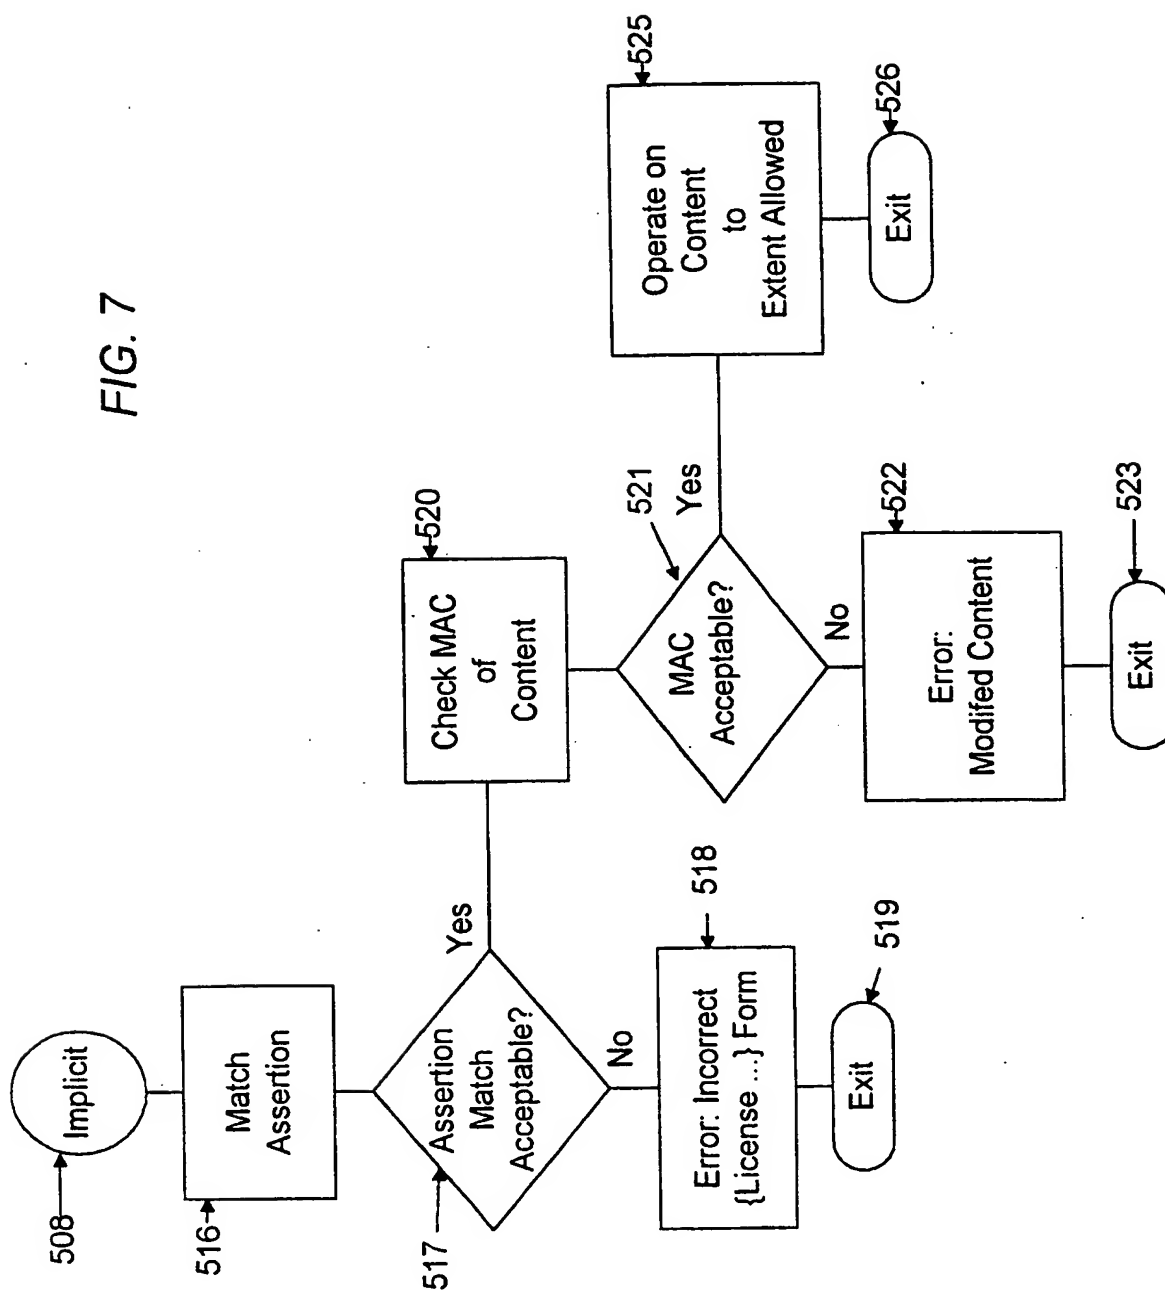 FIG. 7
508
Implicit
516
Match
Assertion
517
Assertion
Match
Acceptable?
Yes
No
518
Error: Incorrect
{License ...} Form
519
Exit
520
Check MAC
of
Content
521
MAC
Acceptable?
Yes
No
522
Error:
Modifed Content
523
Exit
525
Operate on
Content
to
Extent Allowed
526
Exit